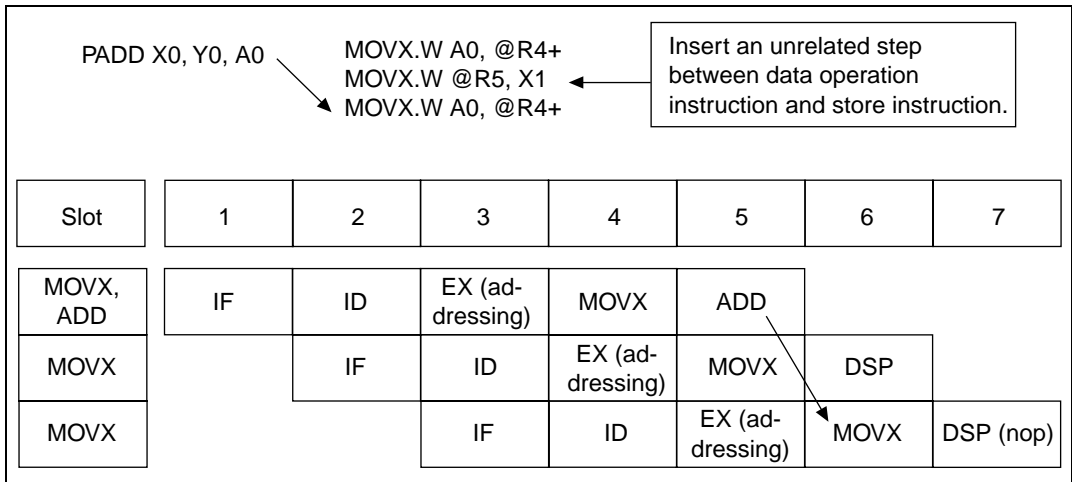 PADD X0, Y0, A0
MOVX.W A0, @R4+
MOVX.W @R5, X1
MOVX.W A0, @R4+
Insert an unrelated step
between data operation
instruction and store instruction.
Slot 1 2 3 4 5 6 7
MOVX,
ADD
IF ID
EX (ad-
dressing)
MOVX ADD
MOVX IF ID
EX (ad-
dressing)
MOVX DSP
MOVX IF ID
EX (ad-
dressing)
MOVX DSP (nop)